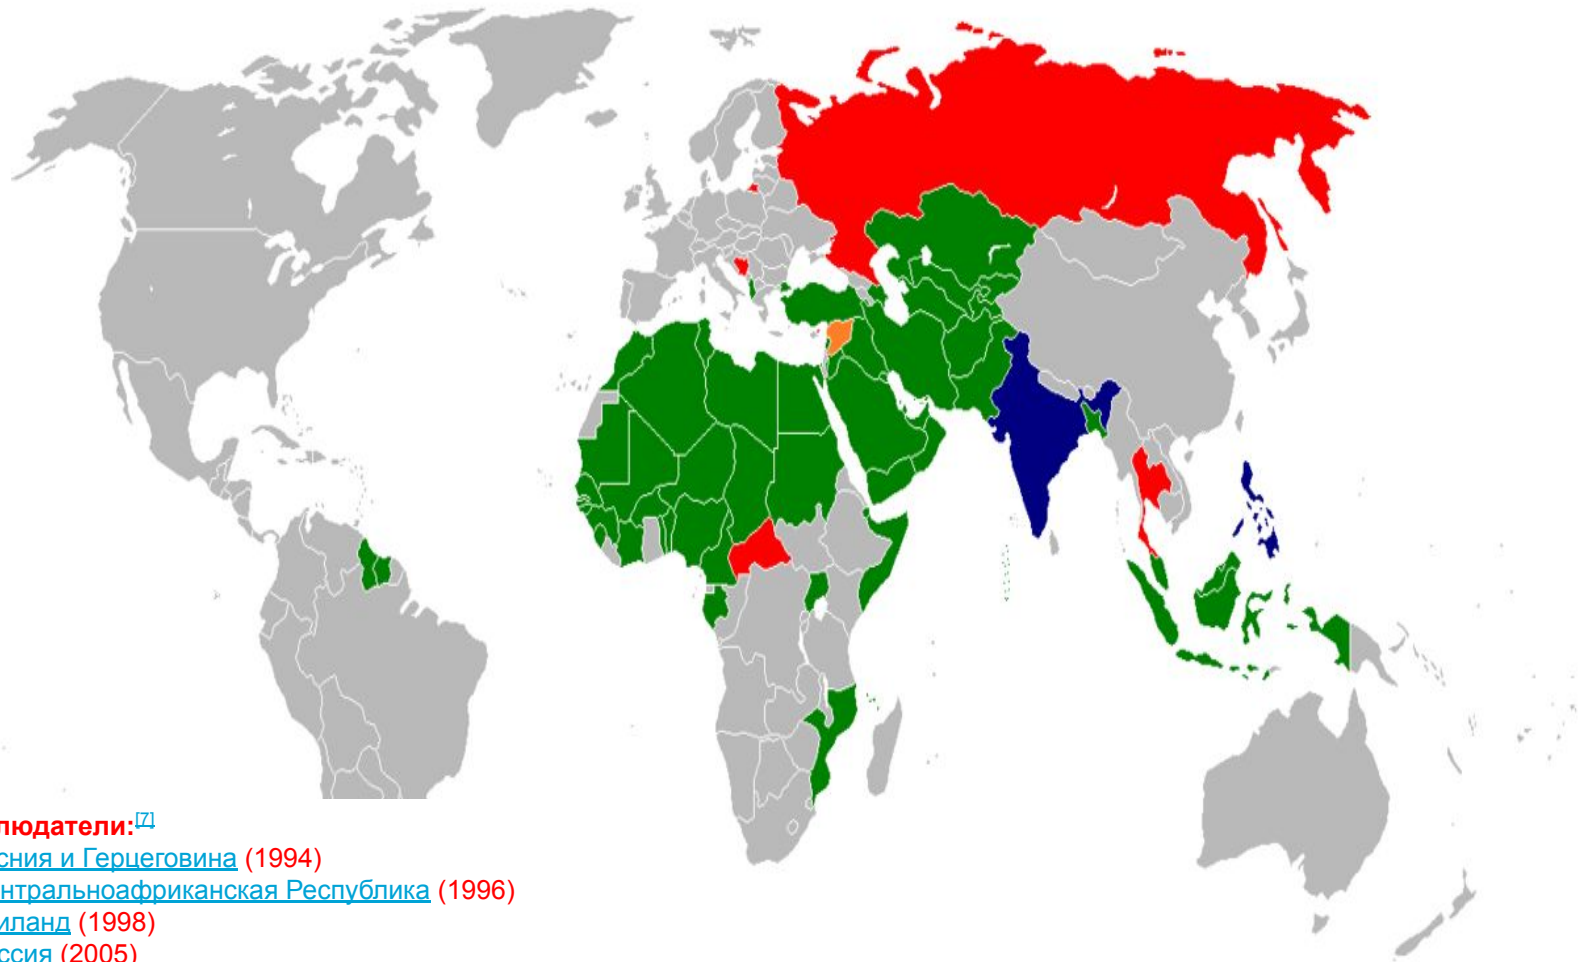 людатели:[7]
сния и Герцеговина (1994)
нтральноафриканская Республика (1996)
иланд (1998)
ссия (2005)